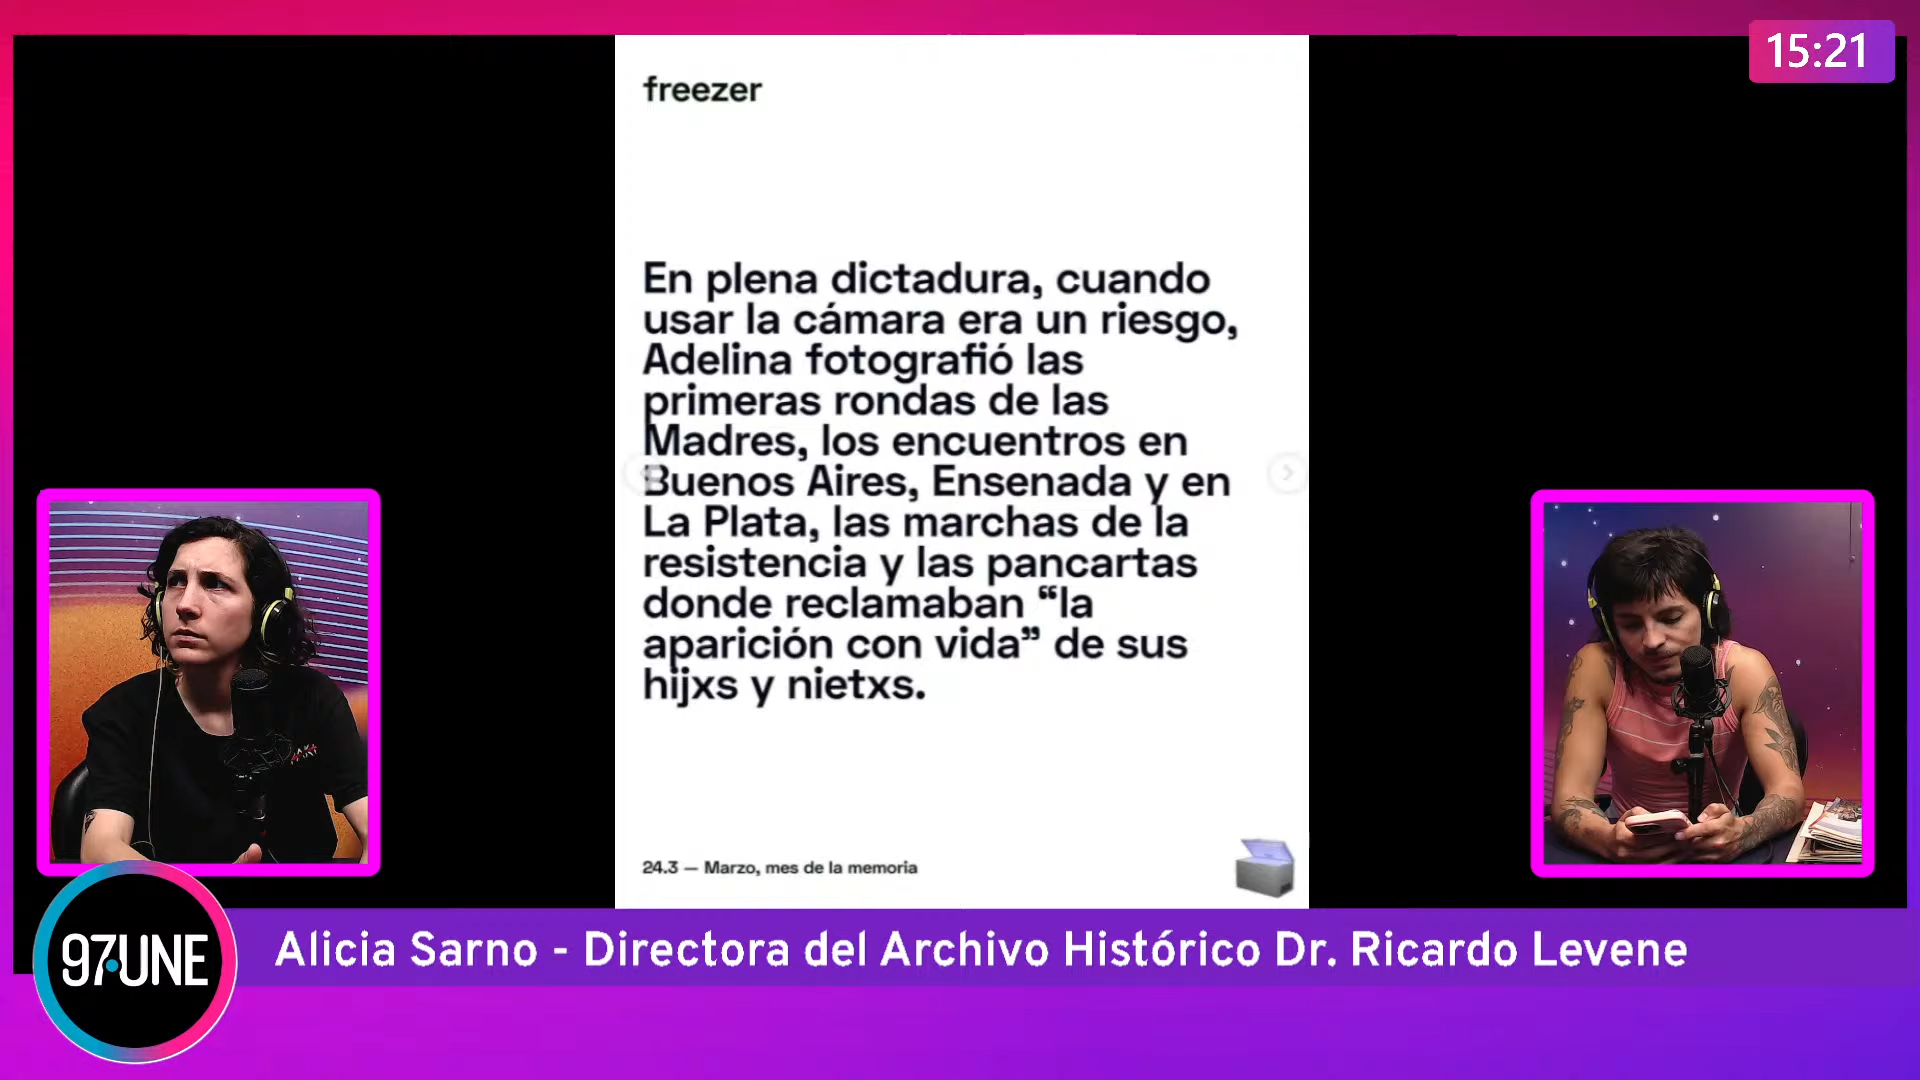 15:21
freezer
En plena dictadura, cuando
usar la cámara era un riesgo,
Adelina fotografió las
primeras rondas de las
Madres, los encuentros en
Buenos Aires, Ensenada y en
La Plata, las marchas de la
resistencia y las pancartas
donde reclamaban “la
aparición con vida” de sus
hijxs y nietxs.
24.3 — Marzo, mes de la memoria
97·UNE
Alicia Sarno - Directora del Archivo Histórico Dr. Ricardo Levene